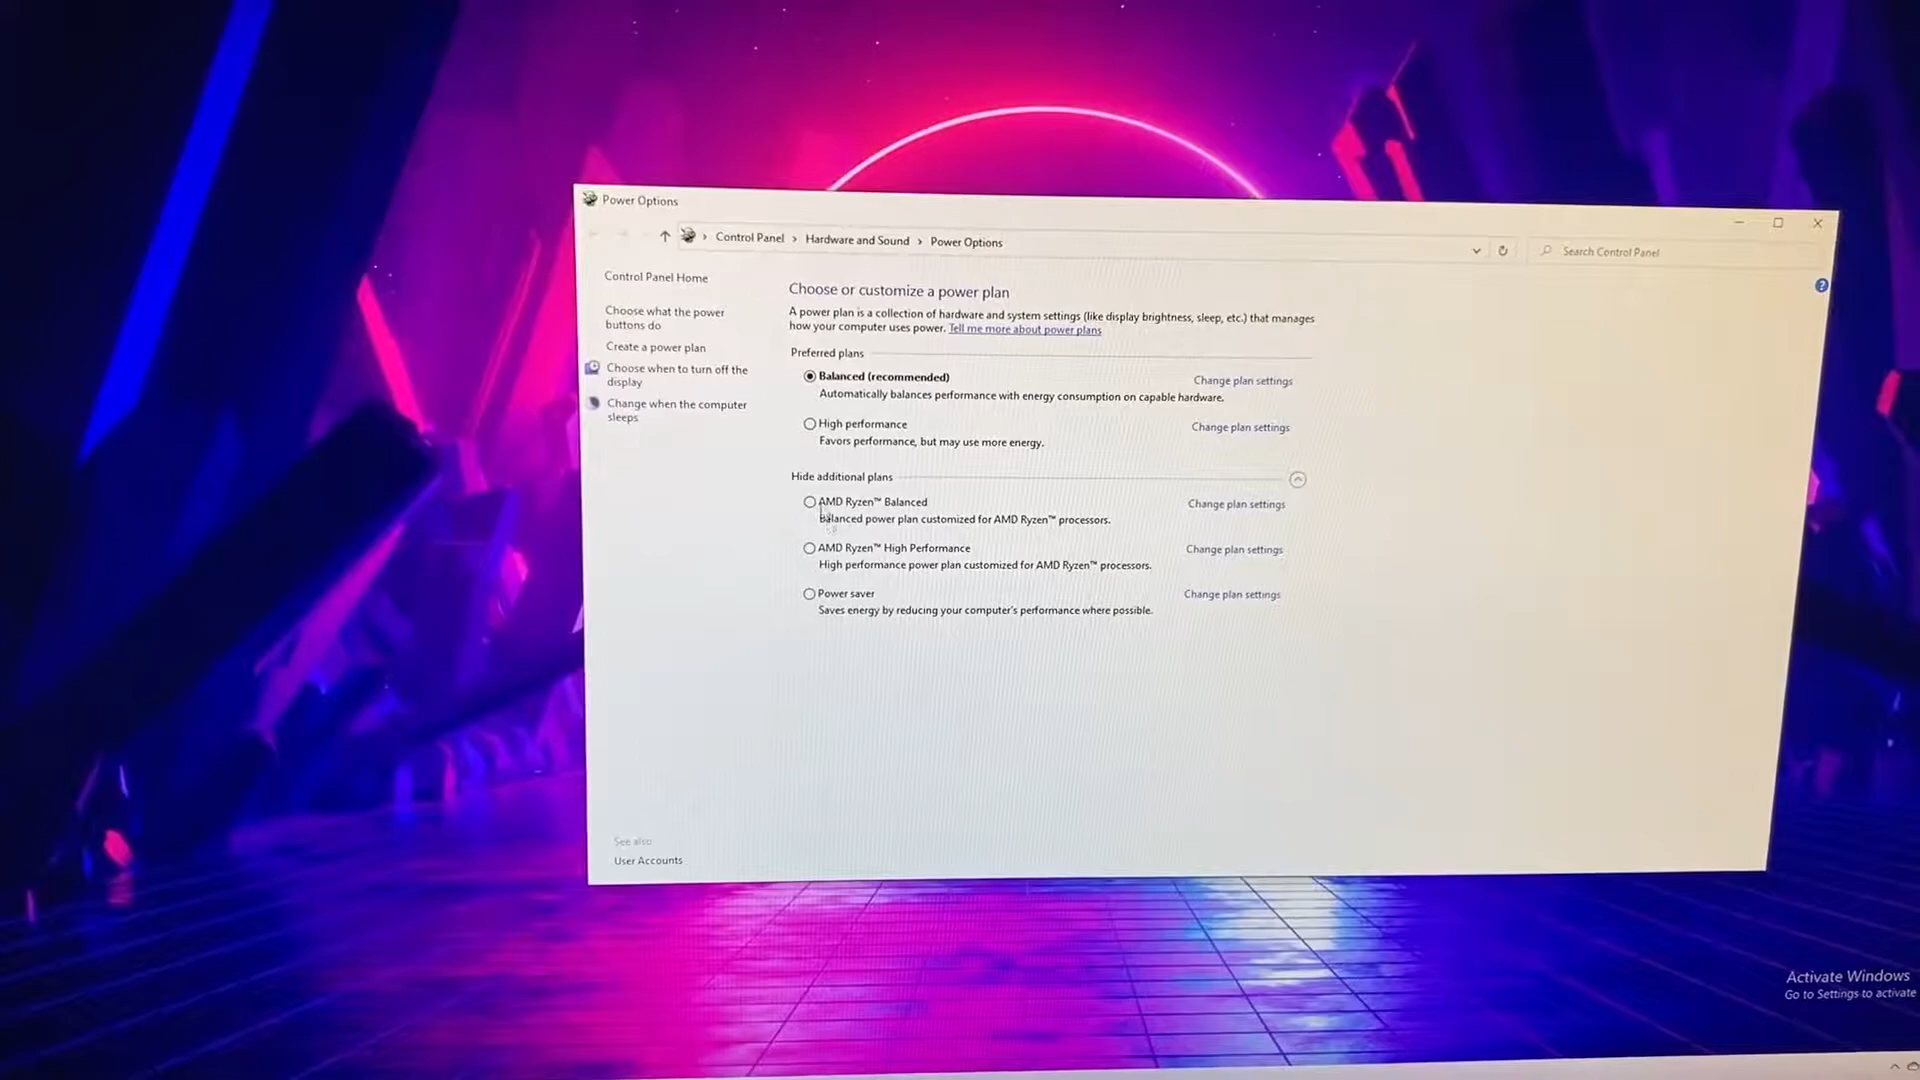 Power Options
Control Panel > Hardware and Sound > Power Options
Search Control Panel
Control Panel Home
Choose what the power
buttons do
Create a power plan
Choose when to turn off the
display
Change when the computer
sleeps
Choose or customize a power plan
A power plan is a collection of hardware and system settings (like display brightness, sleep, etc.) that manages
how your computer uses power. Tell me more about power plans
Preferred plans
Balanced (recommended) Change plan settings
Automatically balances performance with energy consumption on capable hardware.
High performance Change plan settings
Favors performance, but may use more energy.
Hide additional plans
AMD Ryzen™ Balanced Change plan settings
Balanced power plan customized for AMD Ryzen™ processors.
AMD Ryzen™ High Performance Change plan settings
High performance power plan customized for AMD Ryzen™ processors.
Power saver Change plan settings
Saves energy by reducing your computer's performance where possible.
See also
User Accounts
Activate Windows
Go to Settings to activate